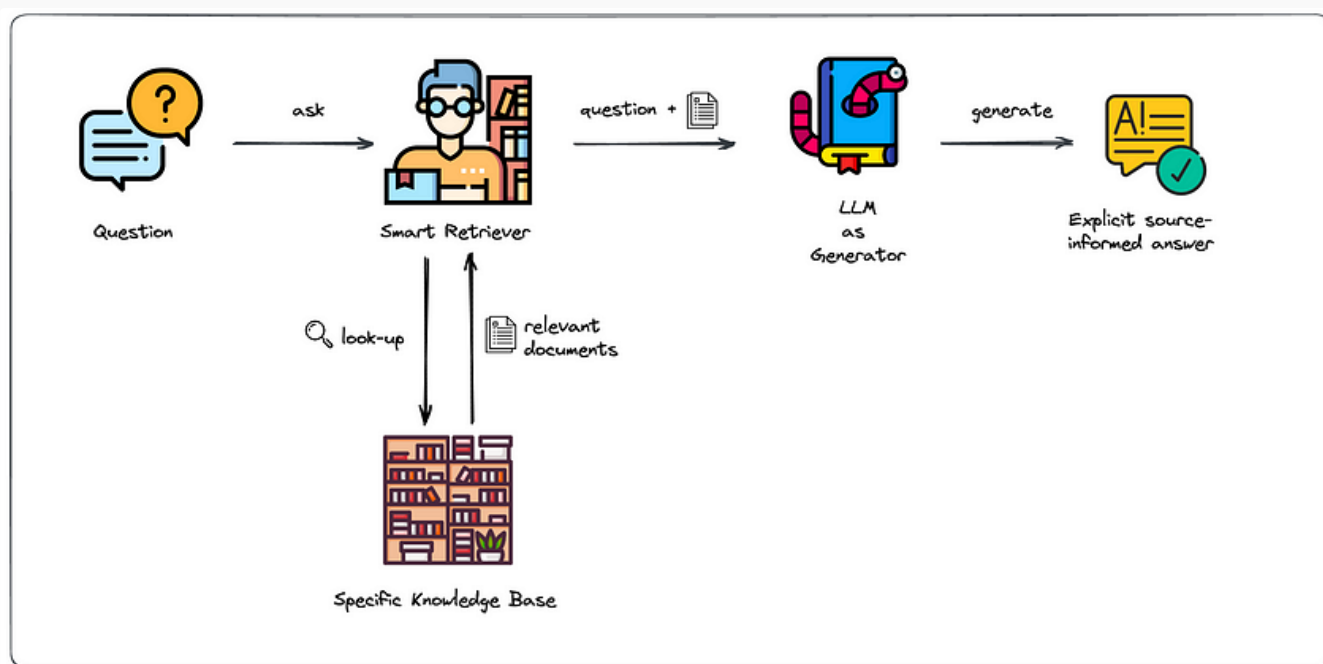 ask
question +
generate
A!
Question
Smart Retriever
LLM
as
Generator
Explicit source-
informed answer
look-up
relevant
documents
Specific Knowledge Base